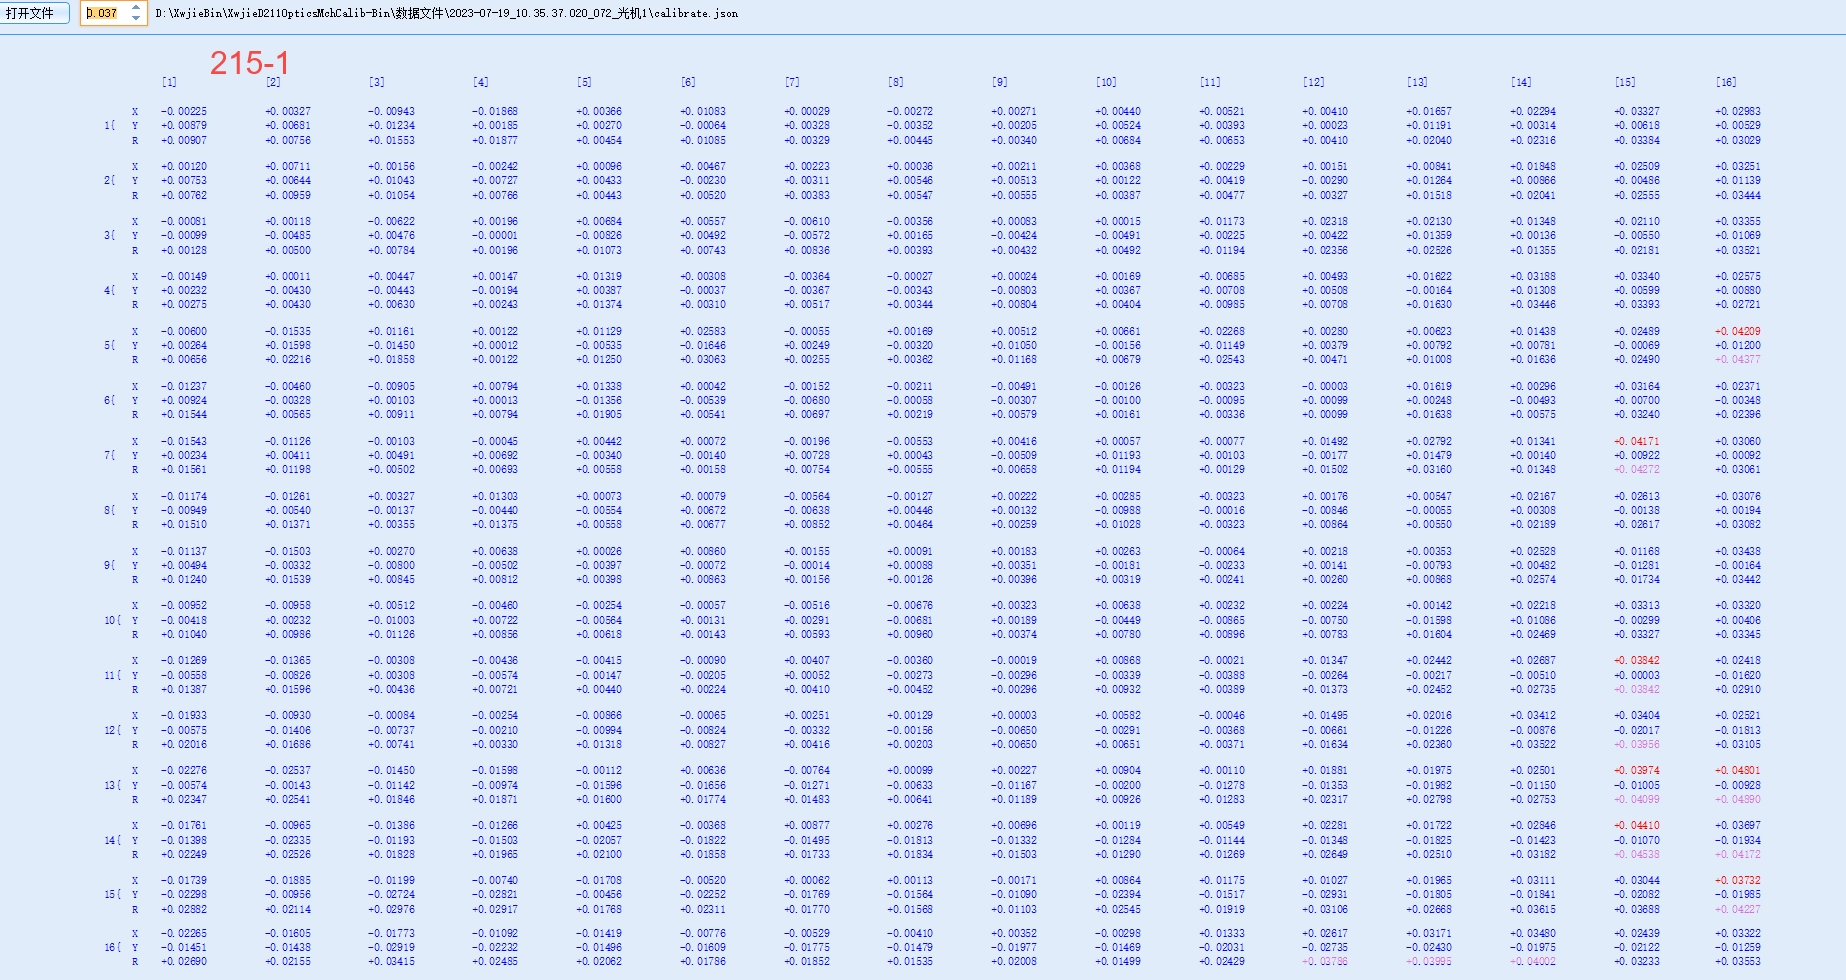 打开文件 0.037 D:\XwjieBin\XwjieD211OpticsMchCalib-Bin\数据文件\2023-07-19_10.35.37.020_072_光机1\calibrate.json
215-1
[1] [2] [3] [4] [5] [6] [7] [8] [9] [10] [11] [12] [13] [14] [15] [16]
X -0.00225 +0.00327 -0.00943 -0.01868 +0.00366 +0.01083 +0.00029 -0.00272 +0.00271 +0.00440 +0.00521 +0.00410 +0.01657 +0.02294 +0.03327 +0.02983
1{ Y +0.00879 +0.00681 +0.01234 +0.00185 +0.00270 -0.00064 +0.00328 -0.00352 +0.00205 +0.00524 +0.00393 +0.00023 +0.01191 +0.00314 +0.00618 +0.00529
R +0.00907 +0.00756 +0.01553 +0.01877 +0.00454 +0.01085 +0.00329 +0.00445 +0.00340 +0.00684 +0.00653 +0.00410 +0.02040 +0.02316 +0.03384 +0.03029
X +0.00120 +0.00711 +0.00156 -0.00242 +0.00096 +0.00467 +0.00223 +0.00036 +0.00211 +0.00368 +0.00229 +0.00151 +0.00841 +0.01848 +0.02509 +0.03251
2{ Y +0.00753 +0.00644 +0.01043 +0.00727 +0.00433 -0.00230 +0.00311 +0.00546 +0.00513 +0.00122 +0.00419 -0.00290 +0.01264 +0.00866 +0.00486 +0.01139
R +0.00762 +0.00959 +0.01054 +0.00766 +0.00443 +0.00520 +0.00383 +0.00547 +0.00555 +0.00387 +0.00477 +0.00327 +0.01518 +0.02041 +0.02555 +0.03444
X -0.00081 +0.00118 -0.00622 +0.00196 +0.00684 +0.00557 -0.00610 -0.00356 +0.00083 +0.00015 +0.01173 +0.02318 +0.02130 +0.01348 +0.02110 +0.03355
3{ Y -0.00099 -0.00485 +0.00476 -0.00001 -0.00826 +0.00492 -0.00572 +0.00165 -0.00424 -0.00491 +0.00225 +0.00422 +0.01359 +0.00136 -0.00550 +0.01069
R +0.00128 +0.00500 +0.00784 +0.00196 +0.01073 +0.00743 +0.00836 +0.00393 +0.00432 +0.00492 +0.01194 +0.02356 +0.02526 +0.01355 +0.02181 +0.03521
X -0.00149 +0.00011 +0.00447 +0.00147 +0.01319 +0.00308 -0.00364 -0.00027 +0.00024 +0.00169 +0.00685 +0.00493 +0.01622 +0.03188 +0.03340 +0.02575
4{ Y +0.00232 -0.00430 -0.00443 -0.00194 +0.00387 -0.00037 -0.00367 -0.00343 -0.00803 +0.00367 +0.00708 +0.00508 -0.00164 +0.01308 +0.00599 +0.00880
R +0.00275 +0.00430 +0.00630 +0.00243 +0.01374 +0.00310 +0.00517 +0.00344 +0.00804 +0.00404 +0.00985 +0.00708 +0.01630 +0.03446 +0.03393 +0.02721
X -0.00600 -0.01535 +0.01161 +0.00122 +0.01129 +0.02583 -0.00055 +0.00169 +0.00512 +0.00661 +0.02268 +0.00280 +0.00623 +0.01438 +0.02489 +0.04209
5{ Y +0.00264 +0.01598 -0.01450 +0.00012 -0.00535 -0.01646 +0.00249 -0.00320 +0.01050 -0.00156 +0.01149 +0.00379 +0.00792 +0.00781 -0.00069 +0.01200
R +0.00656 +0.02216 +0.01858 +0.00122 +0.01250 +0.03063 +0.00255 +0.00362 +0.01168 +0.00679 +0.02543 +0.00471 +0.01008 +0.01636 +0.02490 +0.04377
X -0.01237 -0.00460 -0.00905 +0.00794 +0.01338 +0.00042 -0.00152 -0.00211 -0.00491 -0.00126 +0.00323 -0.00003 +0.01619 +0.00296 +0.03164 +0.02371
6{ Y +0.00924 -0.00328 +0.00103 +0.00013 -0.01356 -0.00539 -0.00680 -0.00058 -0.00307 -0.00100 -0.00095 +0.00099 +0.00248 -0.00493 +0.00700 -0.00348
R +0.01544 +0.00565 +0.00911 +0.00794 +0.01905 +0.00541 +0.00697 +0.00219 +0.00579 +0.00161 +0.00336 +0.00099 +0.01638 +0.00575 +0.03240 +0.02396
X -0.01543 -0.01126 -0.00103 -0.00045 +0.00442 +0.00072 -0.00196 -0.00553 +0.00416 +0.00057 +0.00077 +0.01492 +0.02792 +0.01341 +0.04171 +0.03060
7{ Y +0.00234 +0.00411 +0.00491 +0.00692 -0.00340 -0.00140 +0.00728 +0.00043 -0.00509 +0.01193 +0.00103 -0.00177 +0.01479 +0.00140 +0.00922 +0.00092
R +0.01561 +0.01198 +0.00502 +0.00693 +0.00558 +0.00158 +0.00754 +0.00555 +0.00658 +0.01194 +0.00129 +0.01502 +0.03160 +0.01348 +0.04272 +0.03061
X -0.01174 -0.01261 +0.00327 +0.01303 +0.00073 +0.00079 -0.00564 -0.00127 +0.00222 +0.00285 +0.00323 +0.00176 +0.00547 +0.02167 +0.02613 +0.03076
8{ Y -0.00949 +0.00540 -0.00137 -0.00440 -0.00554 +0.00672 -0.00638 +0.00446 +0.00132 -0.00988 -0.00016 -0.00846 -0.00055 +0.00308 -0.00138 +0.00194
R +0.01510 +0.01371 +0.00355 +0.01375 +0.00558 +0.00677 +0.00852 +0.00464 +0.00259 +0.01028 +0.00323 +0.00864 +0.00550 +0.02189 +0.02617 +0.03082
X -0.01137 -0.01503 +0.00270 +0.00638 +0.00026 +0.00860 +0.00155 +0.00091 +0.00183 +0.00263 -0.00064 +0.00218 +0.00353 +0.02528 +0.01168 +0.03438
9{ Y +0.00494 -0.00332 -0.00800 -0.00502 -0.00397 -0.00072 -0.00014 +0.00088 +0.00351 -0.00181 -0.00233 +0.00141 -0.00793 +0.00482 -0.01281 -0.00164
R +0.01240 +0.01539 +0.00845 +0.00812 +0.00398 +0.00863 +0.00156 +0.00126 +0.00396 +0.00319 +0.00241 +0.00260 +0.00868 +0.02574 +0.01734 +0.03442
X -0.00952 -0.00958 +0.00512 -0.00460 -0.00254 -0.00057 -0.00516 -0.00676 +0.00323 +0.00638 +0.00232 +0.00224 +0.00142 +0.02218 +0.03313 +0.03320
10{ Y -0.00418 -0.00232 -0.01003 -0.00722 -0.00564 +0.00131 +0.00291 -0.00681 +0.00189 -0.00449 -0.00865 -0.00750 -0.01598 +0.01086 -0.00299 +0.00406
R +0.01040 +0.00986 +0.01126 +0.00856 +0.00618 +0.00143 +0.00593 +0.00960 +0.00374 +0.00780 +0.00896 +0.00783 +0.01604 +0.02469 +0.03327 +0.03345
X -0.01269 -0.01365 -0.00308 -0.00436 -0.00415 -0.00090 +0.00407 -0.00360 -0.00019 +0.00868 -0.00021 +0.01347 +0.02442 +0.02687 +0.03842 +0.02418
11{ Y -0.00558 -0.00826 +0.00308 -0.00574 -0.00147 -0.00205 +0.00052 -0.00273 -0.00296 -0.00339 -0.00388 -0.00264 -0.00217 -0.00510 +0.00003 -0.01620
R +0.01387 +0.01596 +0.00436 +0.00721 +0.00440 +0.00224 +0.00410 +0.00452 +0.00296 +0.00932 +0.00389 +0.01373 +0.02452 +0.02735 +0.03842 +0.02910
X -0.01933 -0.00930 -0.00084 -0.00254 -0.00866 -0.00065 +0.00251 +0.00129 +0.00003 +0.00582 -0.00046 +0.01495 +0.02016 +0.03412 +0.03404 +0.02521
12{ Y -0.00575 -0.01406 -0.00737 -0.00210 -0.00994 -0.00824 -0.00332 -0.00156 -0.00650 -0.00291 -0.00368 -0.00661 -0.01226 -0.00876 -0.02017 -0.01813
R +0.02016 +0.01686 +0.00741 +0.00330 +0.01318 +0.00827 +0.00416 +0.00203 +0.00650 +0.00651 +0.00371 +0.01634 +0.02360 +0.03522 +0.03956 +0.03105
X -0.02276 -0.02537 -0.01450 -0.01598 -0.00112 +0.00636 -0.00764 +0.00099 +0.00227 +0.00904 +0.00110 +0.01881 +0.01975 +0.02501 +0.03974 +0.04801
13{ Y -0.00574 -0.00143 -0.01142 -0.00974 -0.01596 -0.01656 -0.01271 -0.00633 -0.01167 -0.00200 -0.01278 -0.01353 -0.01982 -0.01150 -0.01005 -0.00928
R +0.02347 +0.02541 +0.01846 +0.01871 +0.01600 +0.01774 +0.01483 +0.00641 +0.01189 +0.00926 +0.01283 +0.02317 +0.02798 +0.02753 +0.04099 +0.04890
X -0.01761 -0.00965 -0.01386 -0.01266 +0.00425 -0.00368 +0.00877 +0.00276 +0.00696 +0.00119 +0.00549 +0.02281 +0.01722 +0.02846 +0.04410 +0.03697
14{ Y -0.01398 -0.02335 -0.01193 -0.01503 -0.02057 -0.01822 -0.01495 -0.01813 -0.01332 -0.01284 -0.01144 -0.01348 -0.01825 -0.01423 -0.01070 -0.01934
R +0.02249 +0.02526 +0.01828 +0.01965 +0.02100 +0.01858 +0.01733 +0.01834 +0.01503 +0.01290 +0.01269 +0.02649 +0.02510 +0.03182 +0.04538 +0.04172
X -0.01739 -0.01885 -0.01199 -0.00740 -0.01708 -0.00520 +0.00062 +0.00113 -0.00171 +0.00864 +0.01175 +0.01027 +0.01965 +0.03111 +0.03044 +0.03732
15{ Y -0.02298 -0.00956 -0.02724 -0.02821 -0.00456 -0.02252 -0.01769 -0.01564 -0.01090 -0.02394 -0.01517 -0.02931 -0.01805 -0.01841 -0.02082 -0.01985
R +0.02882 +0.02114 +0.02976 +0.02917 +0.01768 +0.02311 +0.01770 +0.01568 +0.01103 +0.02545 +0.01919 +0.03106 +0.02668 +0.03615 +0.03688 +0.04227
X -0.02265 -0.01605 -0.01773 -0.01092 -0.01419 -0.00776 -0.00529 -0.00410 +0.00352 -0.00298 +0.01333 +0.02617 +0.03171 +0.03480 +0.02439 +0.03322
16{ Y -0.01451 -0.01438 -0.02919 -0.02232 -0.01496 -0.01609 -0.01775 -0.01479 -0.01977 -0.01469 -0.02031 -0.02735 -0.02430 -0.01975 -0.02122 -0.01259
R +0.02690 +0.02155 +0.03415 +0.02485 +0.02062 +0.01786 +0.01852 +0.01535 +0.02008 +0.01499 +0.02429 +0.03786 +0.03995 +0.04002 +0.03233 +0.03553